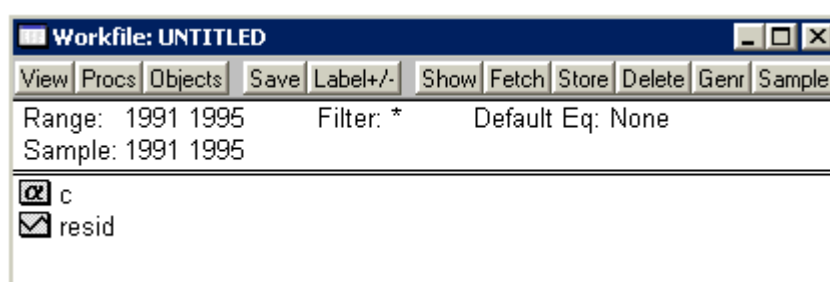 Workfile: UNTITLED
View Procs Objects Save Label+/- Show Fetch Store Delete Genr Sample
Range: 1991 1995 Filter: * Default Eq: None
Sample: 1991 1995
α c
resid